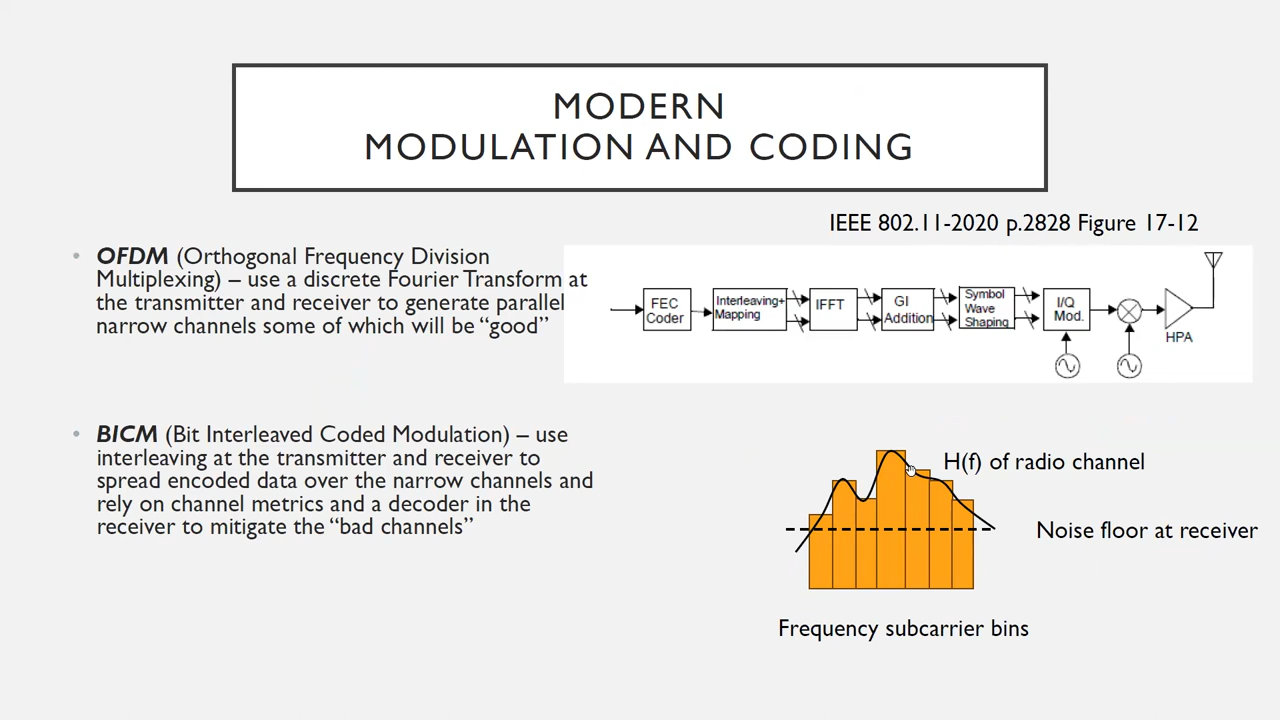 MODERN
MODULATION AND CODING
IEEE 802.11-2020 p.2828 Figure 17-12
• OFDM (Orthogonal Frequency Division
Multiplexing) – use a discrete Fourier Transform at
the transmitter and receiver to generate parallel
narrow channels some of which will be “good”
FEC
Coder
Interleaving+
Mapping
IFFT
GI
Addition
Symbol
Wave
Shaping
I/Q
Mod.
HPA
• BICM (Bit Interleaved Coded Modulation) – use
interleaving at the transmitter and receiver to
spread encoded data over the narrow channels and
rely on channel metrics and a decoder in the
receiver to mitigate the “bad channels”
H(f) of radio channel
Noise floor at receiver
Frequency subcarrier bins